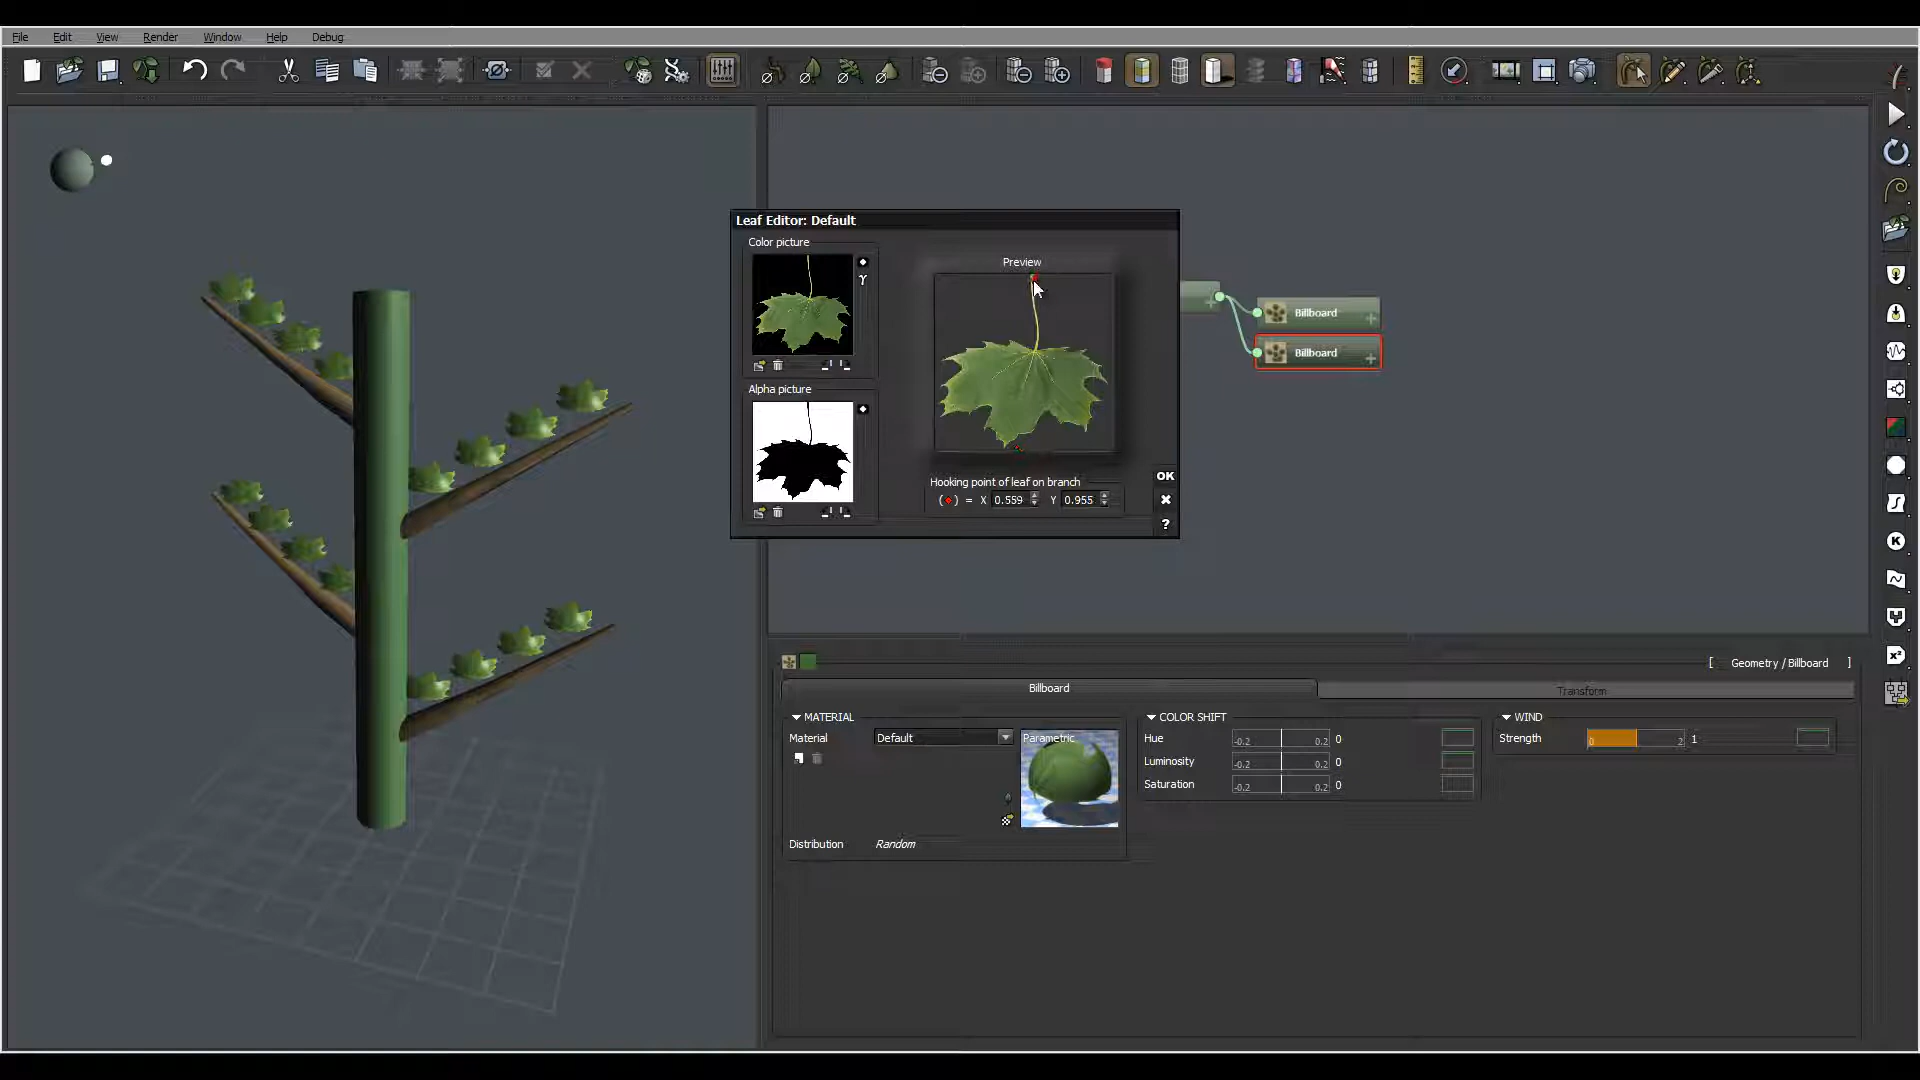 File Edit View Render Window Help Debug
Leaf Editor: Default
Color picture
Preview
Alpha picture
Hooking point of leaf on branch
( ) = X 0.559 Y 0.955
OK
?
Billboard
Billboard
[ Geometry / Billboard ]
Billboard Transform
MATERIAL
Material Default
Parametric
Distribution Random
COLOR SHIFT
Hue -0.2 0.2 0
Luminosity -0.2 0.2 0
Saturation -0.2 0.2 0
WIND
Strength 0 2 1
K
x²